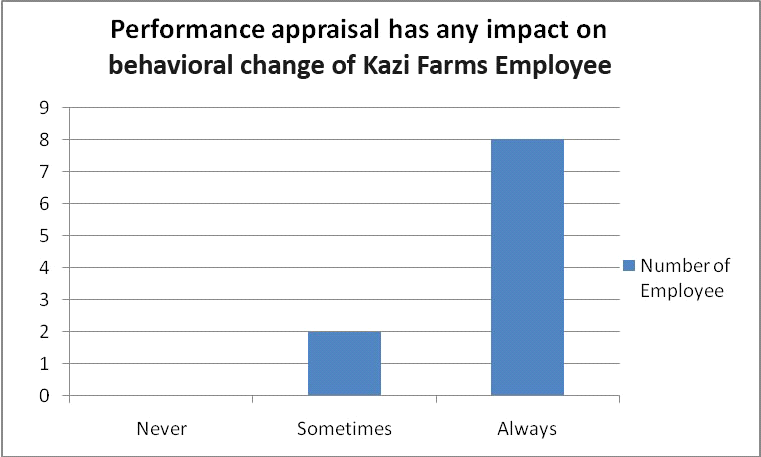 Performance appraisal has any impact on
behavioral change of Kazi Farms Employee
9
8
7
6
5
4
3
2
1
0
Never Sometimes Always
Number of
Employee